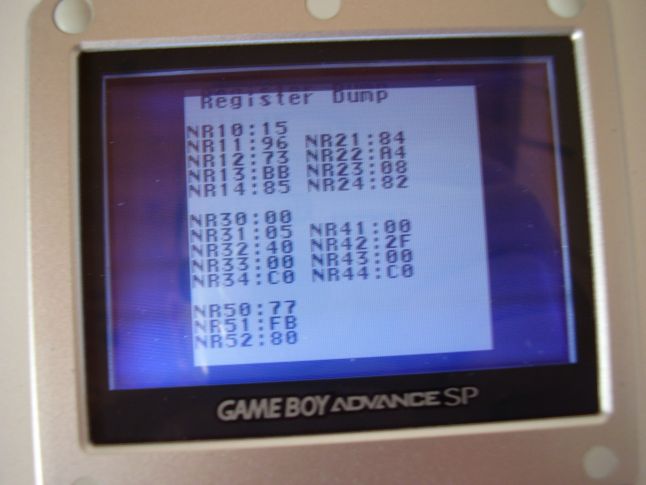 Register Dump
NR10:15
NR11:96 NR21:84
NR12:73 NR22:A4
NR13:BB NR23:08
NR14:85 NR24:82
NR30:00
NR31:05 NR41:00
NR32:40 NR42:2F
NR33:00 NR43:00
NR34:C0 NR44:C0
NR50:77
NR51:FB
NR52:80
GAME BOY ADVANCE SP